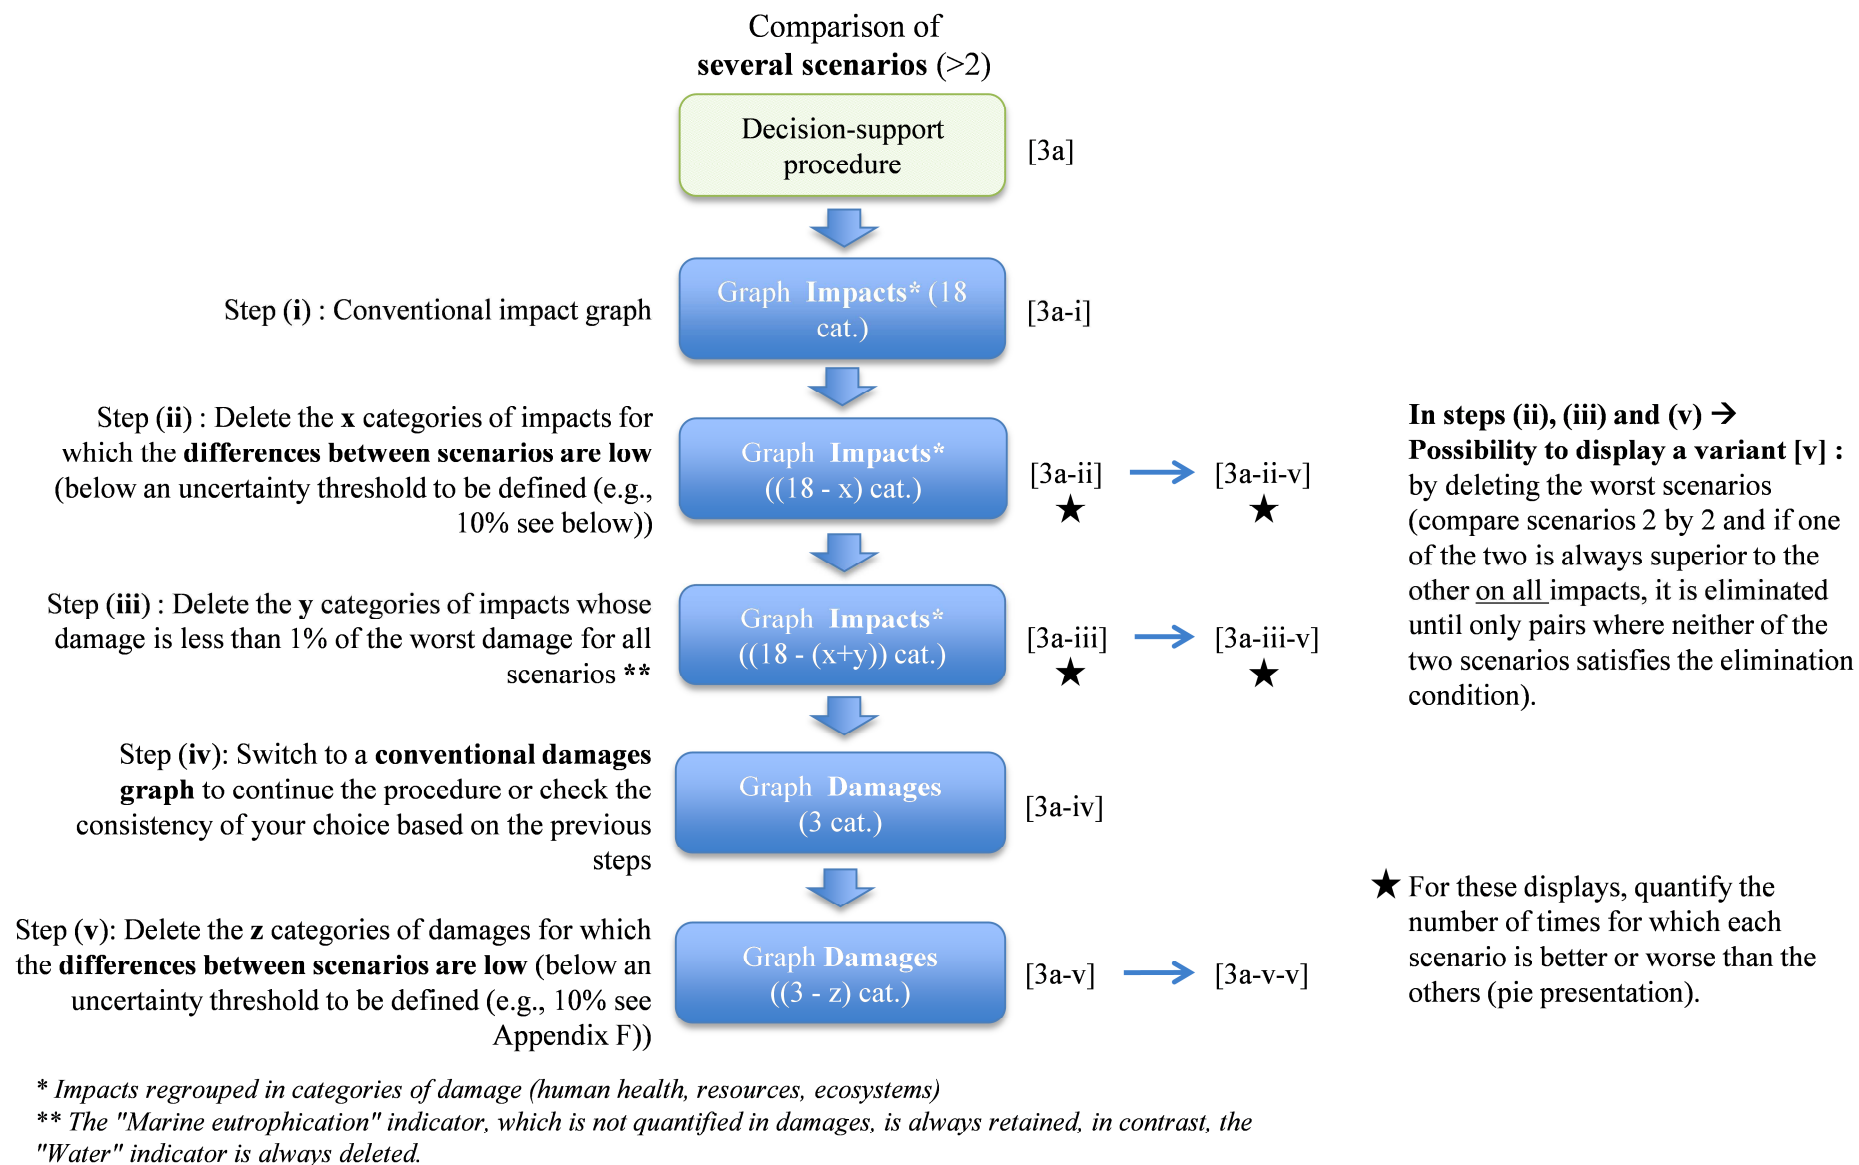 Comparison of
several scenarios (>2)
Decision-support
procedure
[3a]
Step (i) : Conventional impact graph
Graph Impacts* (18
cat.)
[3a-i]
Step (ii) : Delete the x categories of impacts for
which the differences between scenarios are low
(below an uncertainty threshold to be defined (e.g.,
10% see below))
Graph Impacts*
((18 - x) cat.)
[3a-ii]
[3a-ii-v]
★
★
Step (iii) : Delete the y categories of impacts whose
damage is less than 1% of the worst damage for all
scenarios **
Graph Impacts*
((18 - (x+y)) cat.)
[3a-iii]
[3a-iii-v]
★
★
Step (iv): Switch to a conventional damages
graph to continue the procedure or check the
consistency of your choice based on the previous
steps
Graph Damages
(3 cat.)
[3a-iv]
Step (v): Delete the z categories of damages for which
the differences between scenarios are low (below an
uncertainty threshold to be defined (e.g., 10% see
Appendix F))
Graph Damages
((3 - z) cat.)
[3a-v]
[3a-v-v]
In steps (ii), (iii) and (v) →
Possibility to display a variant [v] :
by deleting the worst scenarios
(compare scenarios 2 by 2 and if one
of the two is always superior to the
other on all impacts, it is eliminated
until only pairs where neither of the
two scenarios satisfies the elimination
condition).
★ For these displays, quantify the
number of times for which each
scenario is better or worse than the
others (pie presentation).
* Impacts regrouped in categories of damage (human health, resources, ecosystems)
** The "Marine eutrophication" indicator, which is not quantified in damages, is always retained, in contrast, the
"Water" indicator is always deleted.